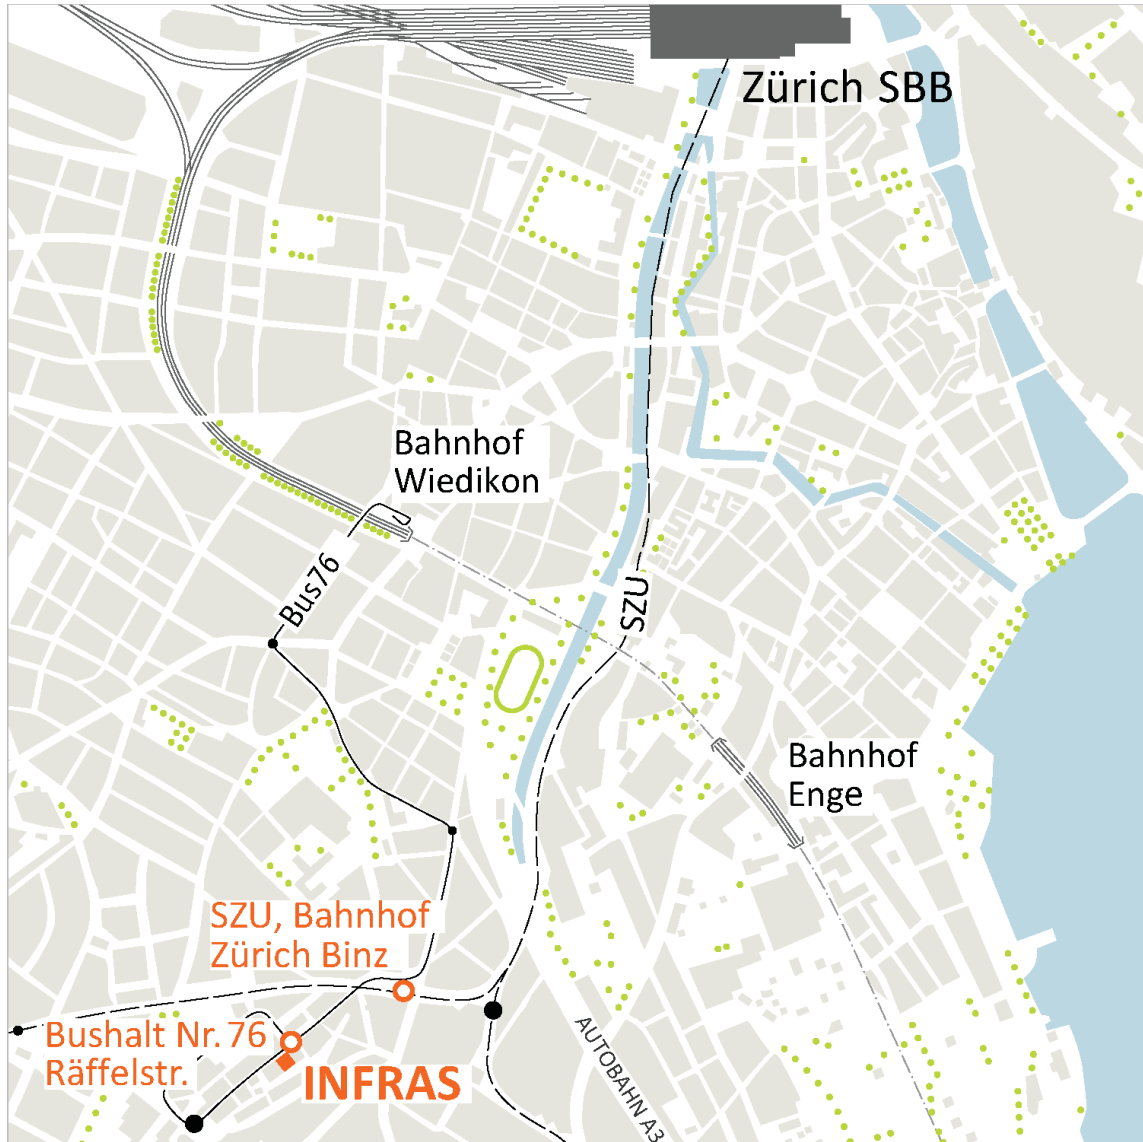 Zürich SBB
Bahnhof
Wiedikon
Bus76
SZU
Bahnhof
Enge
SZU, Bahnhof
Zürich Binz
Bushalt Nr. 76
Räffelstr.
INFRAS
AUTOBAHN A3